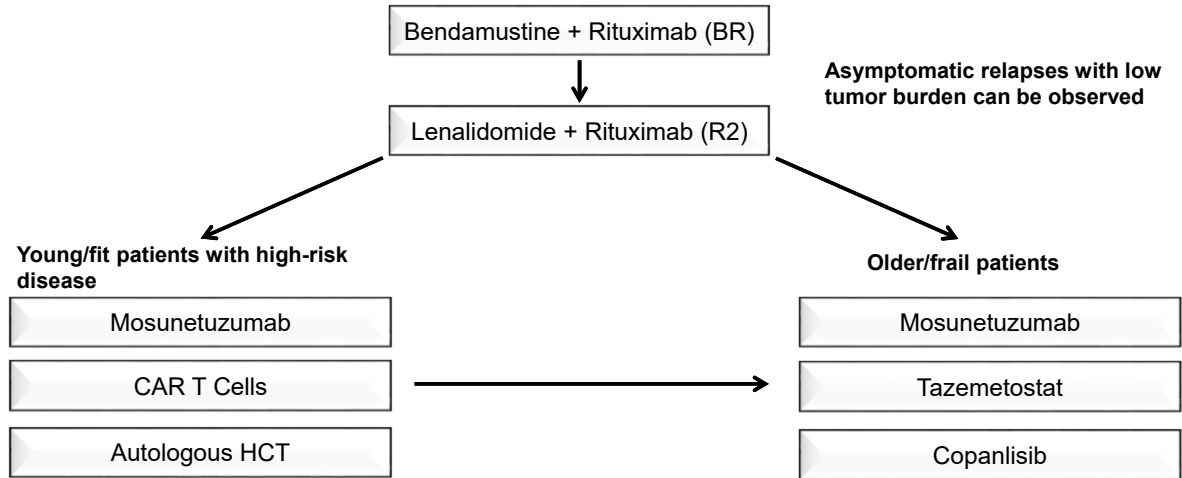 Bendamustine + Rituximab (BR)
Asymptomatic relapses with low
tumor burden can be observed
Lenalidomide + Rituximab (R2)
Young/fit patients with high-risk
disease
Older/frail patients
Mosunetuzumab
Mosunetuzumab
CAR T Cells
Tazemetostat
Autologous HCT
Copanlisib